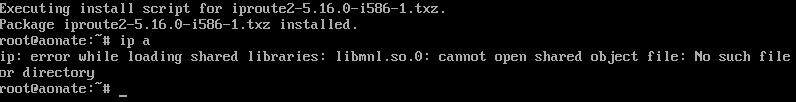 Executing install script for iproute2-5.16.0-i586-1.txz.
Package iproute2-5.16.0-i586-1.txz installed.
root@aonate:~# ip a
ip: error while loading shared libraries: libmnl.so.0: cannot open shared object file: No such file
or directory
root@aonate:~# _